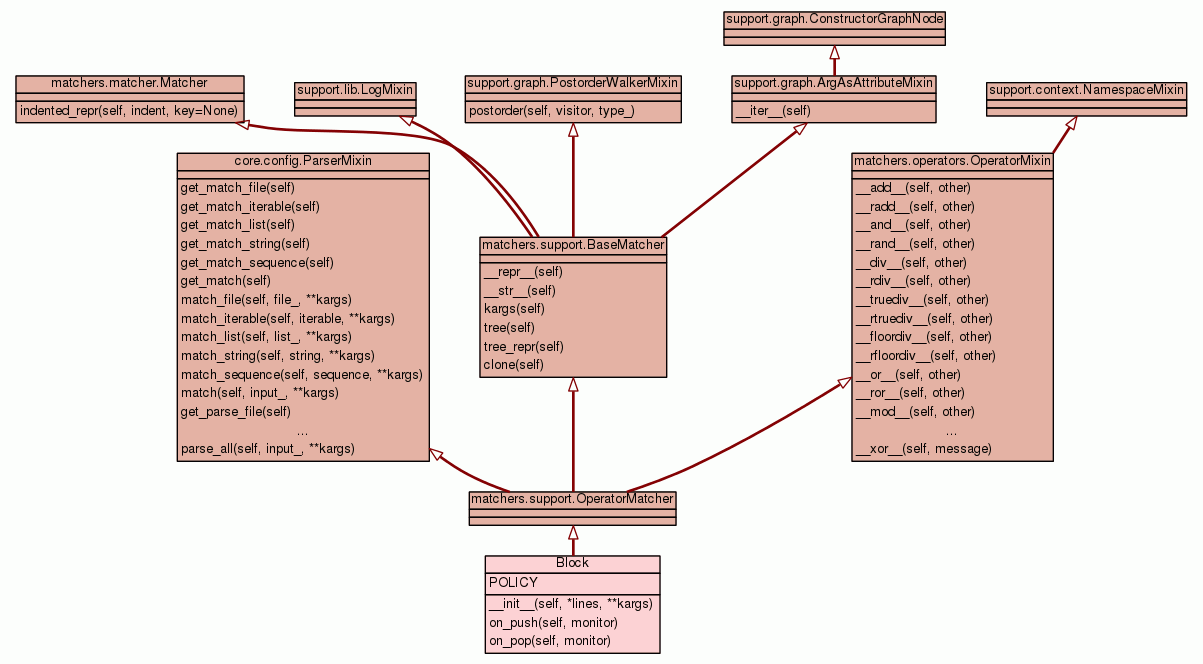 support.graph.ConstructorGraphNode
matchers.matcher.Matcher
indented_repr(self, indent, key=None)
support.lib.LogMixin
support.graph.PostorderWalkerMixin
postorder(self, visitor, type_)
support.graph.ArgAsAttributeMixin
__iter__(self)
support.context.NamespaceMixin
core.config.ParserMixin
get_match_file(self)
get_match_iterable(self)
get_match_list(self)
get_match_string(self)
get_match_sequence(self)
get_match(self)
match_file(self, file_, **kargs)
match_iterable(self, iterable, **kargs)
match_list(self, list_, **kargs)
match_string(self, string, **kargs)
match_sequence(self, sequence, **kargs)
match(self, input_, **kargs)
get_parse_file(self)
...
parse_all(self, input_, **kargs)
matchers.support.BaseMatcher
__repr__(self)
__str__(self)
kargs(self)
tree(self)
tree_repr(self)
clone(self)
matchers.operators.OperatorMixin
__add__(self, other)
__radd__(self, other)
__and__(self, other)
__rand__(self, other)
__div__(self, other)
__rdiv__(self, other)
__truediv__(self, other)
__rtruediv__(self, other)
__floordiv__(self, other)
__rfloordiv__(self, other)
__or__(self, other)
__ror__(self, other)
__mod__(self, other)
...
__xor__(self, message)
matchers.support.OperatorMatcher
Block
POLICY
__init__(self, *lines, **kargs)
on_push(self, monitor)
on_pop(self, monitor)